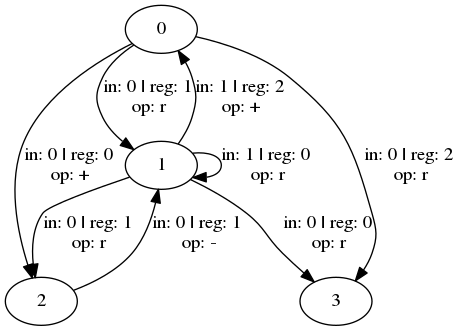 0
in: 0 | reg: 1
op: r
in: 1 | reg: 2
op: +
in: 0 | reg: 0
op: +
in: 1 | reg: 0
op: r
in: 0 | reg: 2
op: r
1
in: 0 | reg: 1
op: r
in: 0 | reg: 1
op: -
in: 0 | reg: 0
op: r
2
3